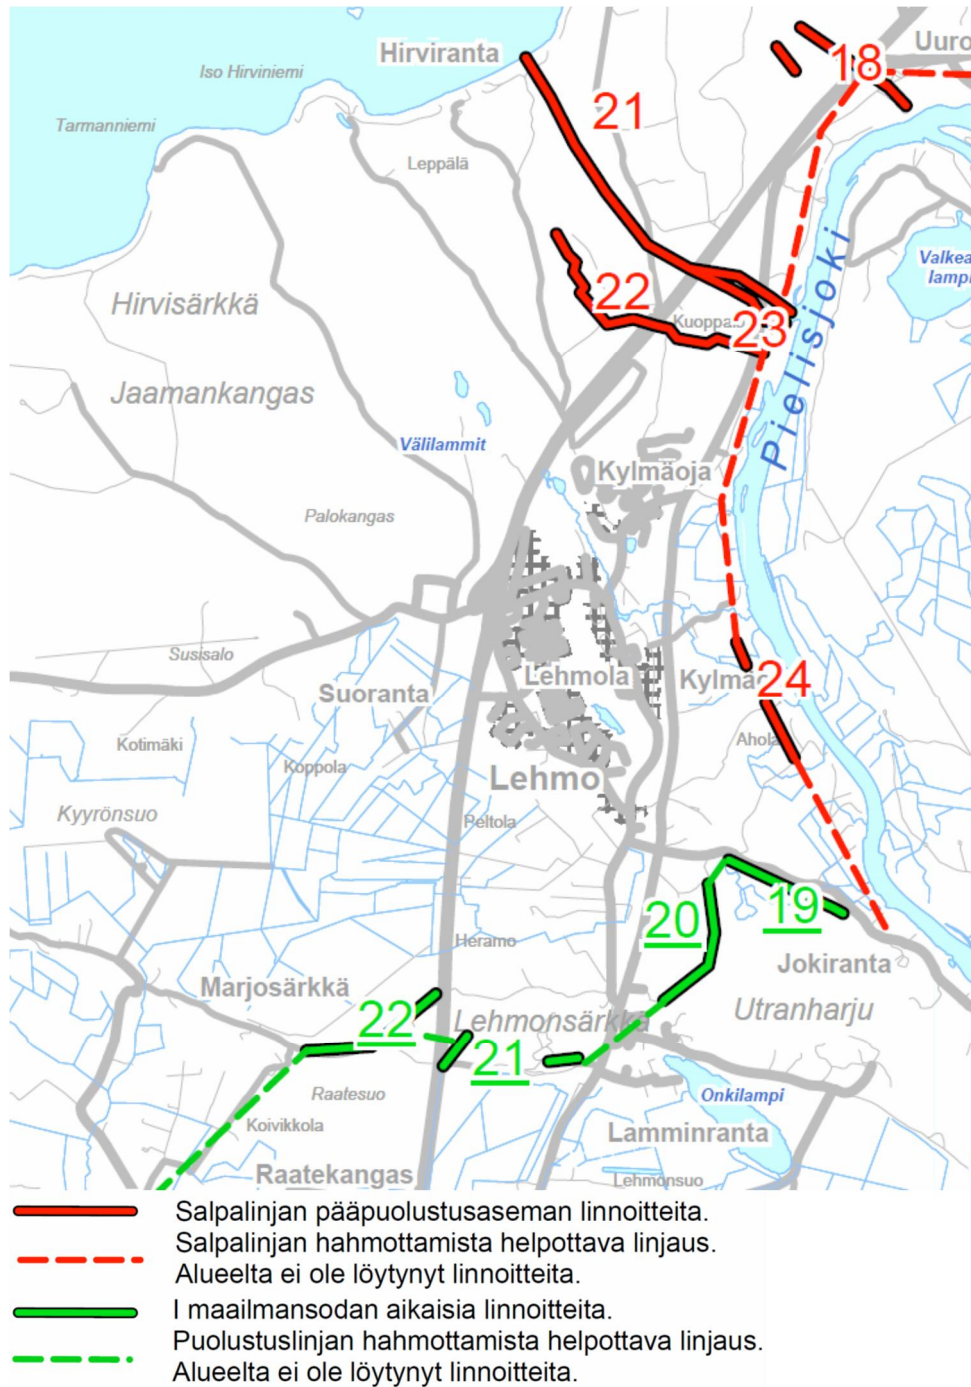 Hirviranta
18
Uuro
Iso Hirviniemi
21
Tarmanniemi
Leppälä
Pielisjoki
Valkea
lampi
22
Hirvisärkkä
23
Jaamankangas
Välilammit
Kylmäoja
Palokangas
Susisalo
Suoranta
Lehmola
24
Kotimäki
Koppola
Ahola
Lehmo
Kyyrönsuo
Peltola
20
19
Heramo
Jokiranta
Marjosärkkä
Utranharju
22
Lehmonsärkkä
21
Raatesuo
Onkilampi
Koivikkola
Lamminranta
Raatekangas
Lehmonsuo
Salpalinjan pääpuolustusaseman linnoitteita.
Salpalinjan hahmottamista helpottava linjaus.
Alueelta ei ole löytynyt linnoitteita.
I maailmansodan aikaisia linnoitteita.
Puolustuslinjan hahmottamista helpottava linjaus.
Alueelta ei ole löytynyt linnoitteita.